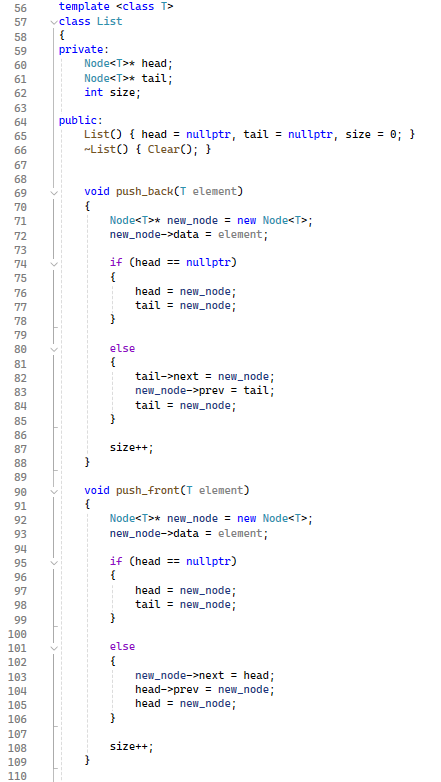 56 template <class T>
57 class List
58 {
59 private:
60     Node<T>* head;
61     Node<T>* tail;
62     int size;
63
64 public:
65     List() { head = nullptr, tail = nullptr, size = 0; }
66     ~List() { Clear(); }
67
68
69     void push_back(T element)
70     {
71         Node<T>* new_node = new Node<T>;
72         new_node->data = element;
73
74         if (head == nullptr)
75         {
76             head = new_node;
77             tail = new_node;
78         }
79
80         else
81         {
82             tail->next = new_node;
83             new_node->prev = tail;
84             tail = new_node;
85         }
86
87         size++;
88     }
89
90     void push_front(T element)
91     {
92         Node<T>* new_node = new Node<T>;
93         new_node->data = element;
94
95         if (head == nullptr)
96         {
97             head = new_node;
98             tail = new_node;
99         }
100
101         else
102         {
103             new_node->next = head;
104             head->prev = new_node;
105             head = new_node;
106         }
107
108         size++;
109     }
110